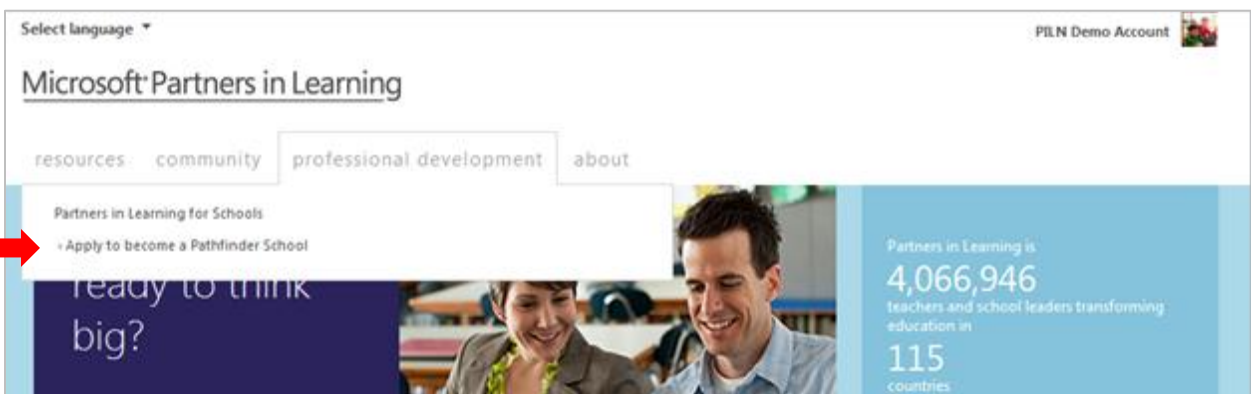 Select language
PILN Demo Account
Microsoft Partners in Learning
resources community professional development about
Partners in Learning for Schools
Apply to become a Pathfinder School
ready to think
big?
Partners in Learning is
4,066,946
teachers and school leaders transforming
education in
115
countries